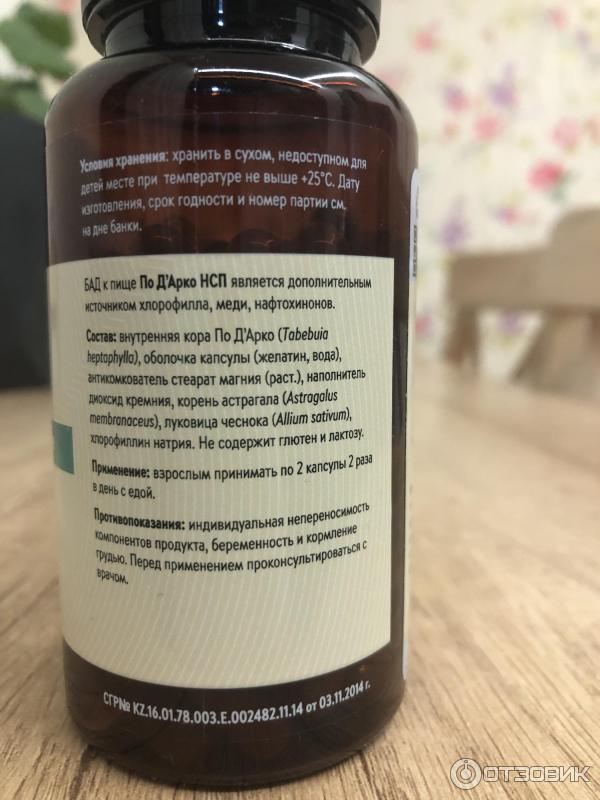 Условия хранения: хранить в сухом, недоступном для
детей месте при температуре не выше +25°C. Дату
изготовления, срок годности и номер партии см.
на дне банки.
БАД к пище По Д'Арко НСП является дополнительным
источником хлорофилла, меди, нафтохинонов.
Состав: внутренняя кора По Д'Арко (Tabebuia
heptaphylla), оболочка капсулы (желатин, вода),
антикомкователь стеарат магния (раст.), наполнитель
диоксид кремния, корень астрагала (Astragalus
membranaceus), луковица чеснока (Allium sativum),
хлорофиллин натрия. Не содержит глютен и лактозу.
Применение: взрослым принимать по 2 капсулы 2 раза
в день с едой.
Противопоказания: индивидуальная непереносимость
компонентов продукта, беременность и кормление
грудью. Перед применением проконсультироваться с
врачом.
СГР№ KZ.16.01.78.003.E.002482.11.14 от 03.11.2014 г.
ОТЗОВИК